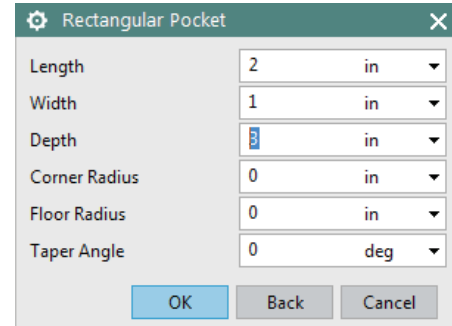 Rectangular Pocket
Length 2 in
Width 1 in
Depth 3 in
Corner Radius 0 in
Floor Radius 0 in
Taper Angle 0 deg
OK Back Cancel